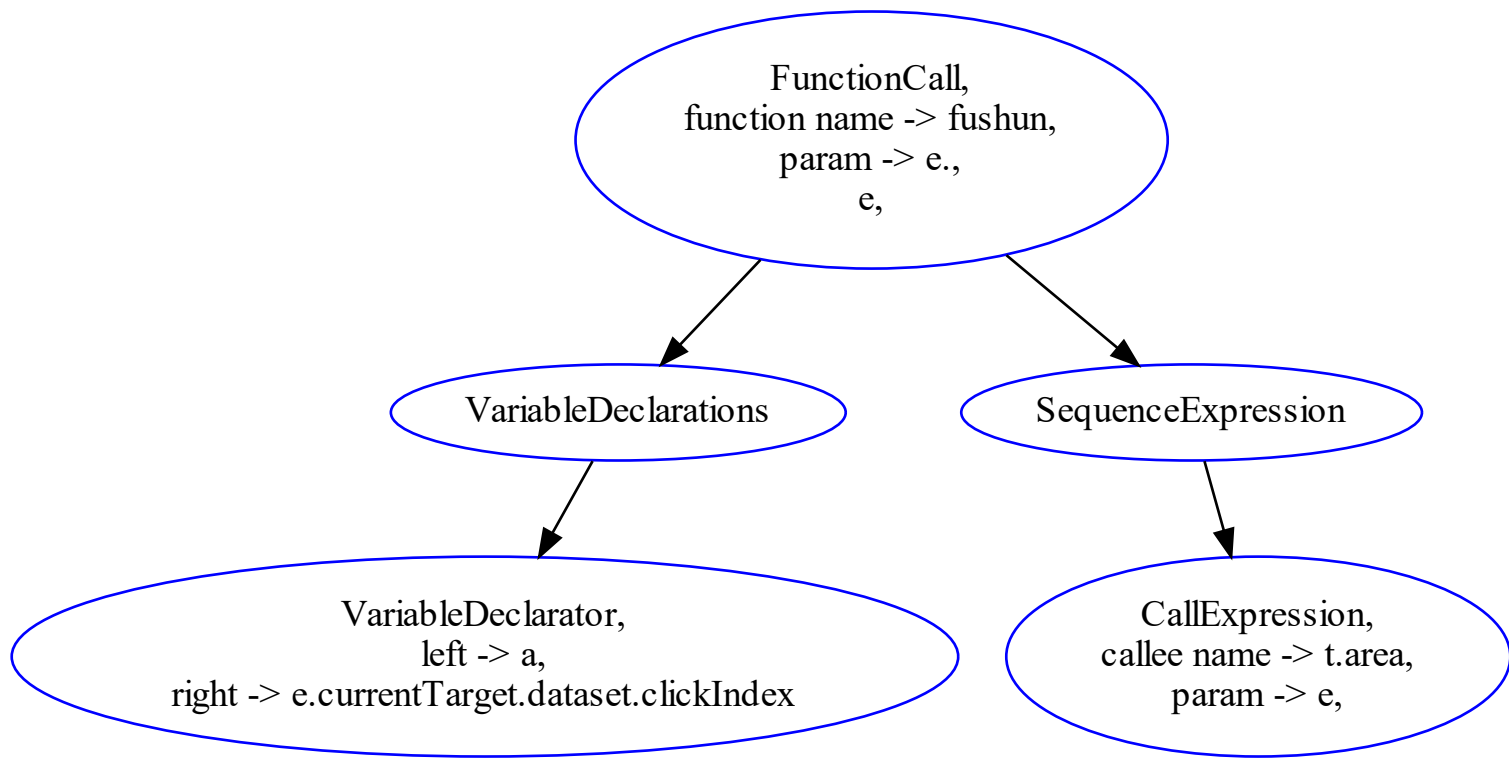 FunctionCall,
function name -> fushun,
param -> e.,
e,
VariableDeclarations
SequenceExpression
VariableDeclarator,
left -> a,
right -> e.currentTarget.dataset.clickIndex
CallExpression,
callee name -> t.area,
param -> e,